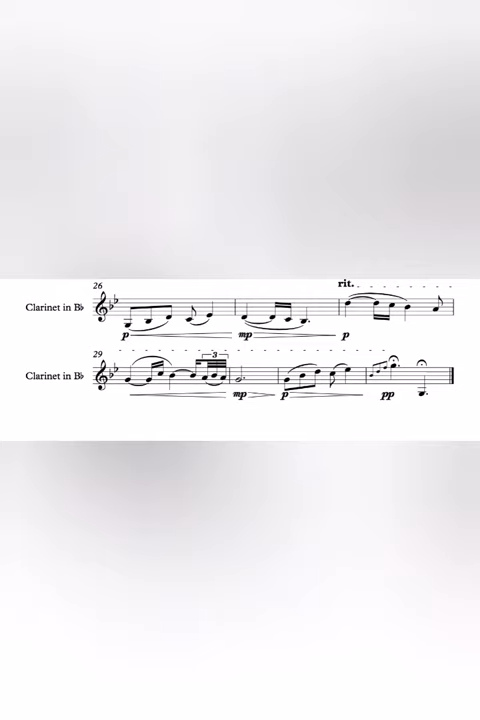 26
rit.
Clarinet in B♭
p mp p
29
3
Clarinet in B♭
mp p pp